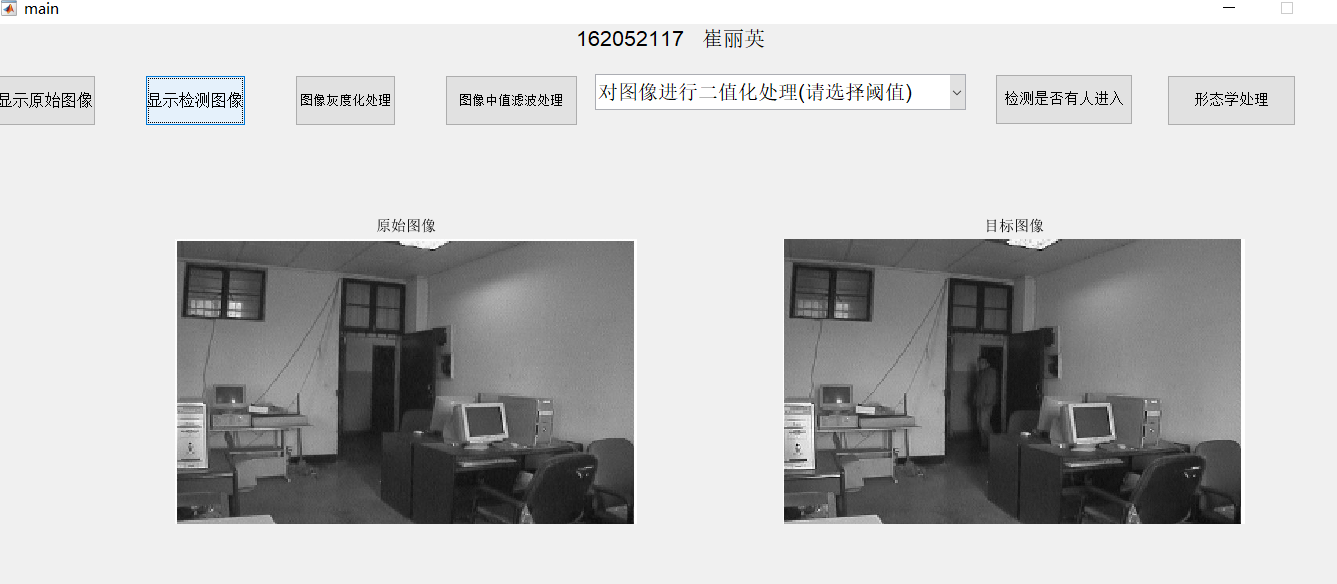 main
162052117 崔丽英
显示原始图像
显示检测图像
图像灰度化处理
图像中值滤波处理
对图像进行二值化处理(请选择阈值)
检测是否有人进入
形态学处理
原始图像
目标图像